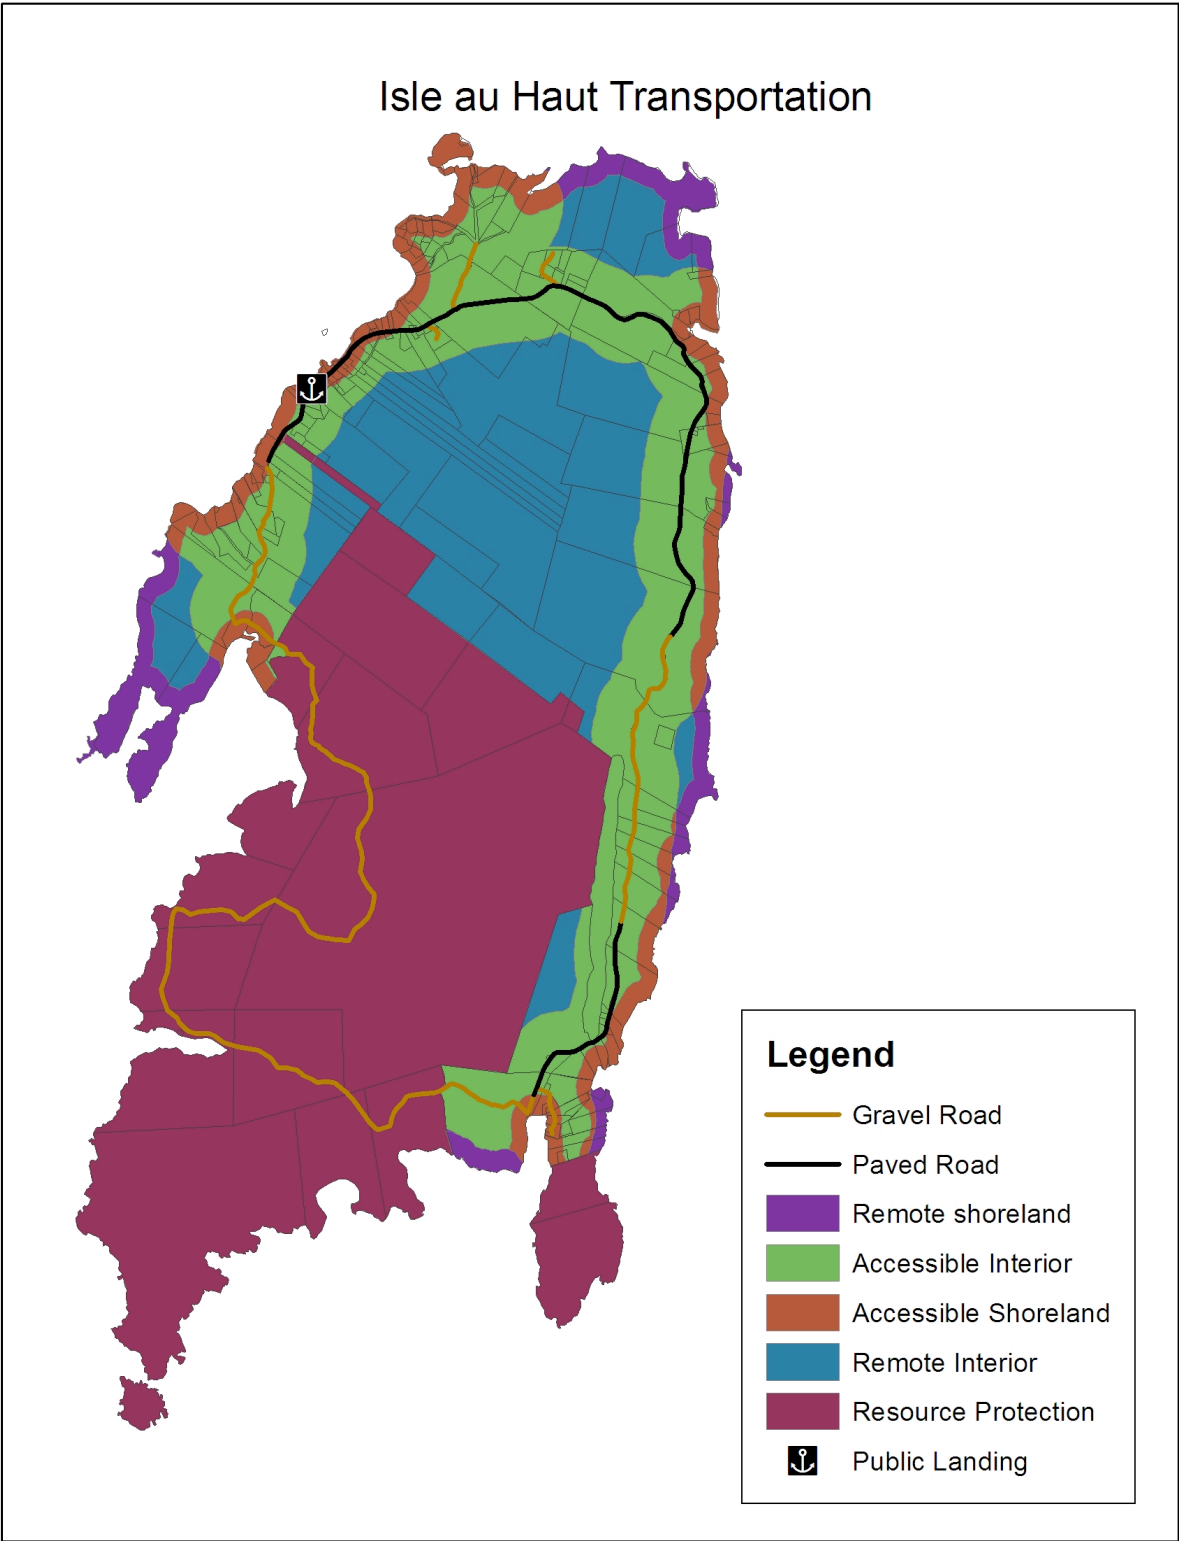 Isle au Haut Transportation
Legend
Gravel Road
Paved Road
Remote shoreland
Accessible Interior
Accessible Shoreland
Remote Interior
Resource Protection
Public Landing